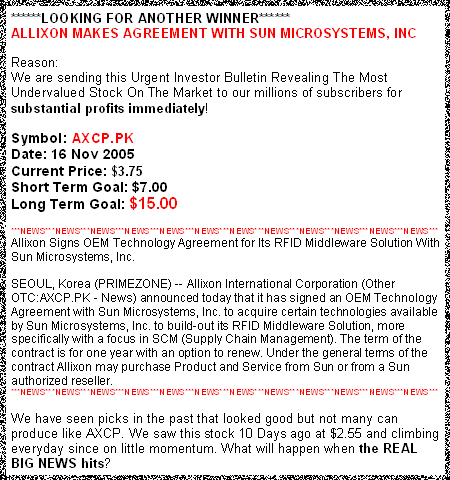 ******LOOKING FOR ANOTHER WINNER******
ALLIXON MAKES AGREEMENT WITH SUN MICROSYSTEMS, INC
Reason:
We are sending this Urgent Investor Bulletin Revealing The Most
Undervalued Stock On The Market to our millions of subscribers for
substantial profits immediately!
Symbol: AXCP.PK
Date: 16 Nov 2005
Current Price: $3.75
Short Term Goal: $7.00
Long Term Goal: $15.00
***NEWS***NEWS***NEWS***NEWS***NEWS***NEWS***NEWS***NEWS***NEWS***NEWS***NEWS***NEWS***
Allixon Signs OEM Technology Agreement for Its RFID Middleware Solution With
Sun Microsystems, Inc.
SEOUL, Korea (PRIMEZONE) -- Allixon International Corporation (Other
OTC:AXCP.PK - News) announced today that it has signed an OEM Technology
Agreement with Sun Microsystems, Inc. to acquire certain technologies available
by Sun Microsystems, Inc. to build-out its RFID Middleware Solution, more
specifically with a focus in SCM (Supply Chain Management). The term of the
contract is for one year with an option to renew. Under the general terms of the
contract Allixon may purchase Product and Service from Sun or from a Sun
authorized reseller.
***NEWS***NEWS***NEWS***NEWS***NEWS***NEWS***NEWS***NEWS***NEWS***NEWS***NEWS***NEWS***
We have seen picks in the past that looked good but not many can
produce like AXCP. We saw this stock 10 Days ago at $2.55 and climbing
everyday since on little momentum. What will happen when the REAL
BIG NEWS hits?